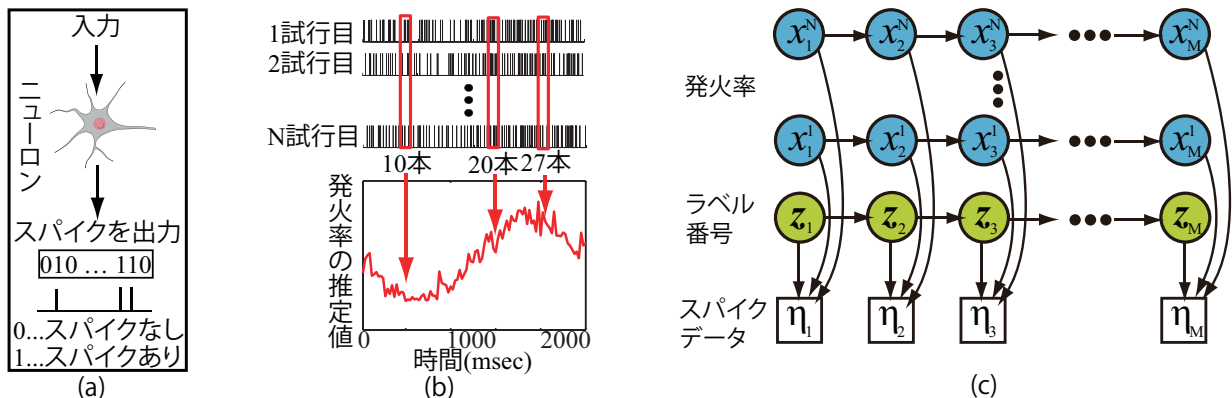 入力
ニューロン
スパイクを出力
010 ... 110
0...スパイクなし
1...スパイクあり
(a)
1試行目
2試行目
N試行目
10本
20本
27本
発火率の推定値
0
1000
2000
時間(msec)
(b)
発火率
x₁ᴺ x₂ᴺ x₃ᴺ ••• x_Mᴺ
x₁¹ x₂¹ x₃¹ ••• x_M¹
ラベル
番号
z₁ z₂ z₃ ••• z_M
スパイク
データ
η₁ η₂ η₃ η_M
(c)